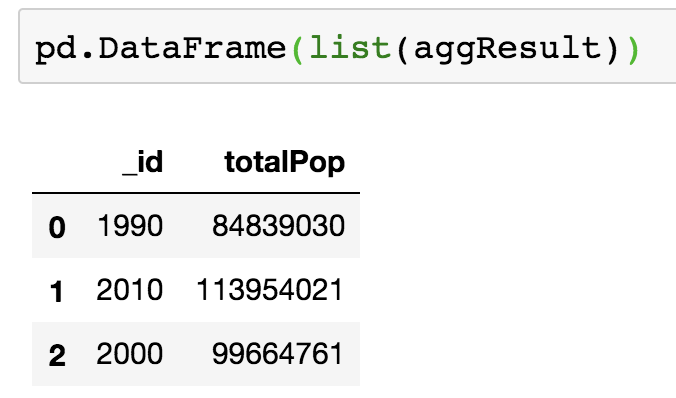 pd.DataFrame(list(aggResult))
_id totalPop
0 1990 84839030
1 2010 113954021
2 2000 99664761